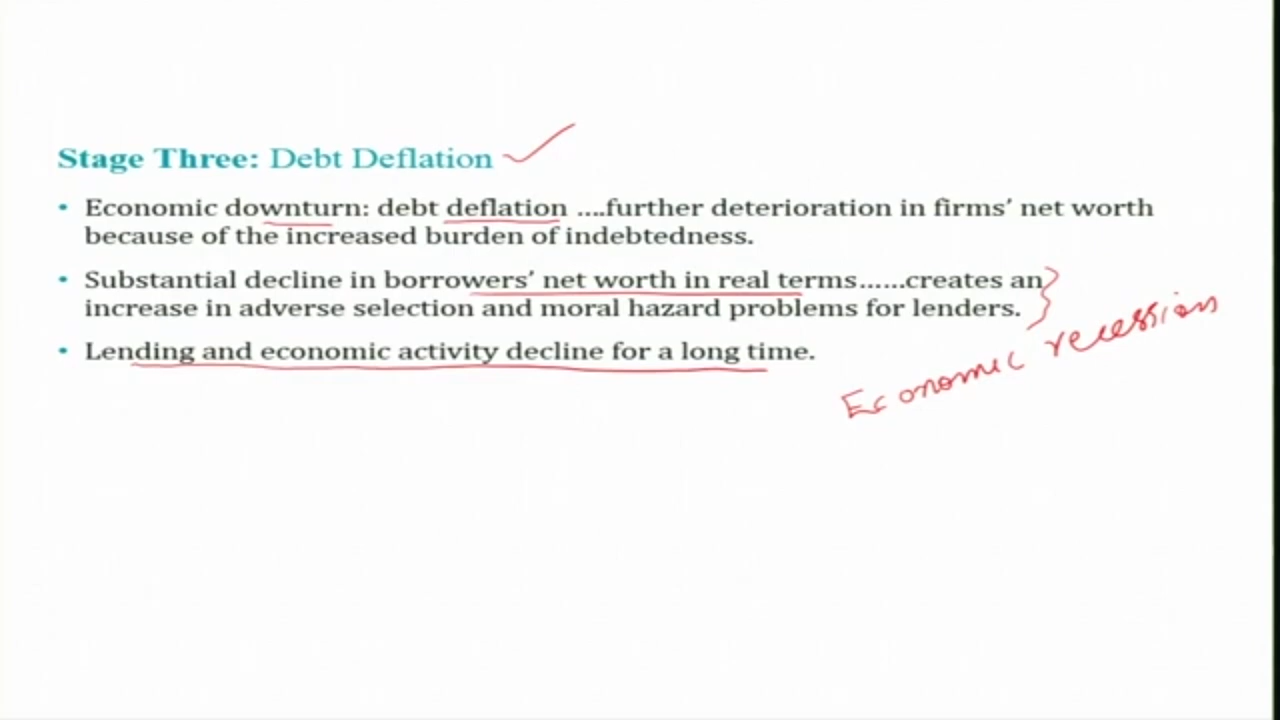 Stage Three: Debt Deflation
• Economic downturn: debt deflation ....further deterioration in firms’ net worth
because of the increased burden of indebtedness.
• Substantial decline in borrowers’ net worth in real terms......creates an
increase in adverse selection and moral hazard problems for lenders.
• Lending and economic activity decline for a long time.
Economic recession